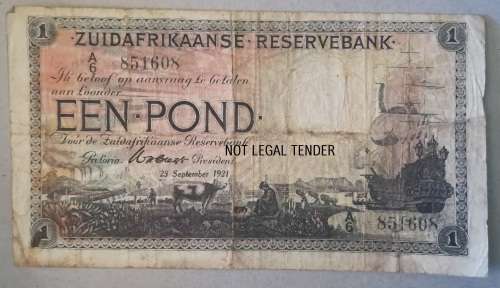 1 ZUIDAFRIKAANSE · RESERVEBANK 1
A/6 851608
Ik beloof op aanvraag te betalen
aan toonder
EEN · POND ·
Voor de Zuidafrikaanse Reservebank
NOT LEGAL TENDER
Pretoria. President.
29 September 1921
A/6 851608
1 1